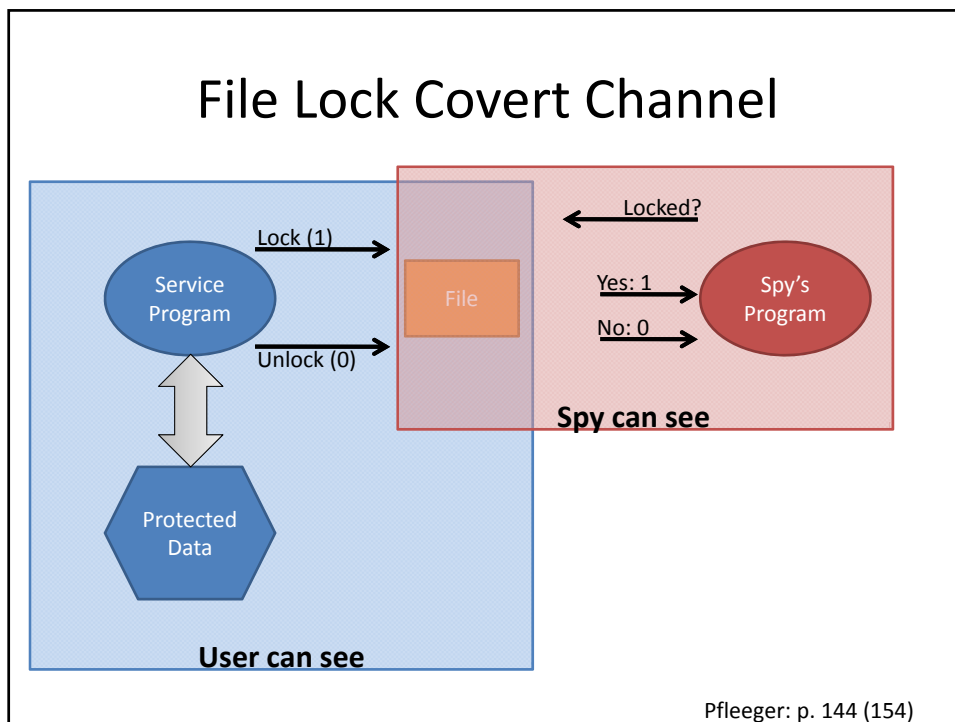 File Lock Covert Channel
Locked?
Lock (1)
Service
Program
File
Yes: 1
No: 0
Spy’s
Program
Unlock (0)
Spy can see
Protected
Data
User can see
Pfleeger: p. 144 (154)